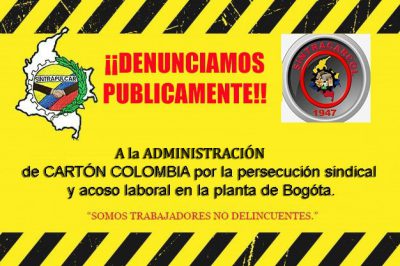 ¡¡DENUNCIAMOS
PUBLICAMENTE!!
SINTRAPULCAR
SINTRACARCOL
1947
A la ADMINISTRACIÓN
de CARTÓN COLOMBIA por la persecución sindical
y acoso laboral en la planta de Bogóta.
"SOMOS TRABAJADORES NO DELINCUENTES."